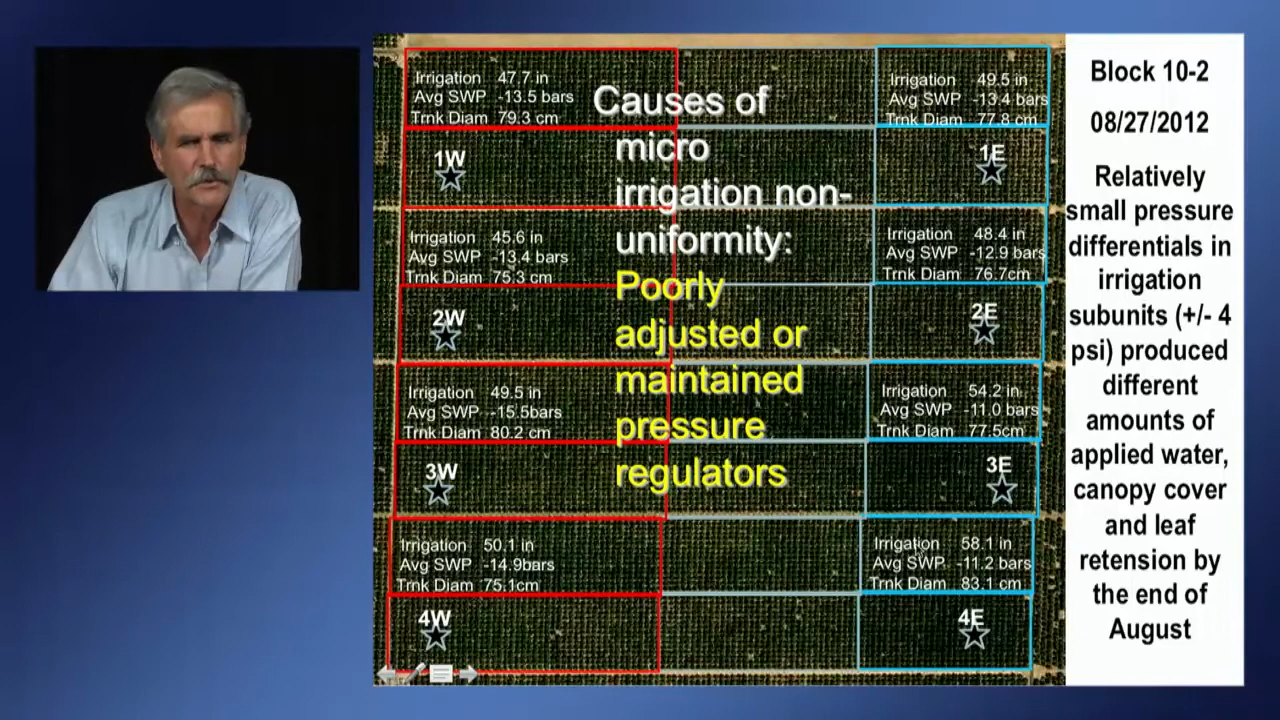 Irrigation 47.7 in
Avg SWP -13.5 bars
Trnk Diam 79.3 cm
1W
Irrigation 45.6 in
Avg SWP -13.4 bars
Trnk Diam 75.3 cm
2W
Irrigation 49.5 in
Avg SWP -15.5bars
Trnk Diam 80.2 cm
3W
Irrigation 50.1 in
Avg SWP -14.9bars
Trnk Diam 75.1cm
4W
Causes of
micro
irrigation non-
uniformity:
Poorly
adjusted or
maintained
pressure
regulators
Irrigation 49.5 in
Avg SWP -13.4 bars
Trnk Diam 77.8 cm
1E
Irrigation 48.4 in
Avg SWP -12.9 bars
Trnk Diam 76.7cm
2E
Irrigation 54.2 in
Avg SWP -11.0 bars
Trnk Diam 77.5cm
3E
Irrigation 58.1 in
Avg SWP -11.2 bars
Trnk Diam 83.1 cm
4E
Block 10-2
08/27/2012
Relatively
small pressure
differentials in
irrigation
subunits (+/- 4
psi) produced
different
amounts of
applied water,
canopy cover
and leaf
retension by
the end of
August